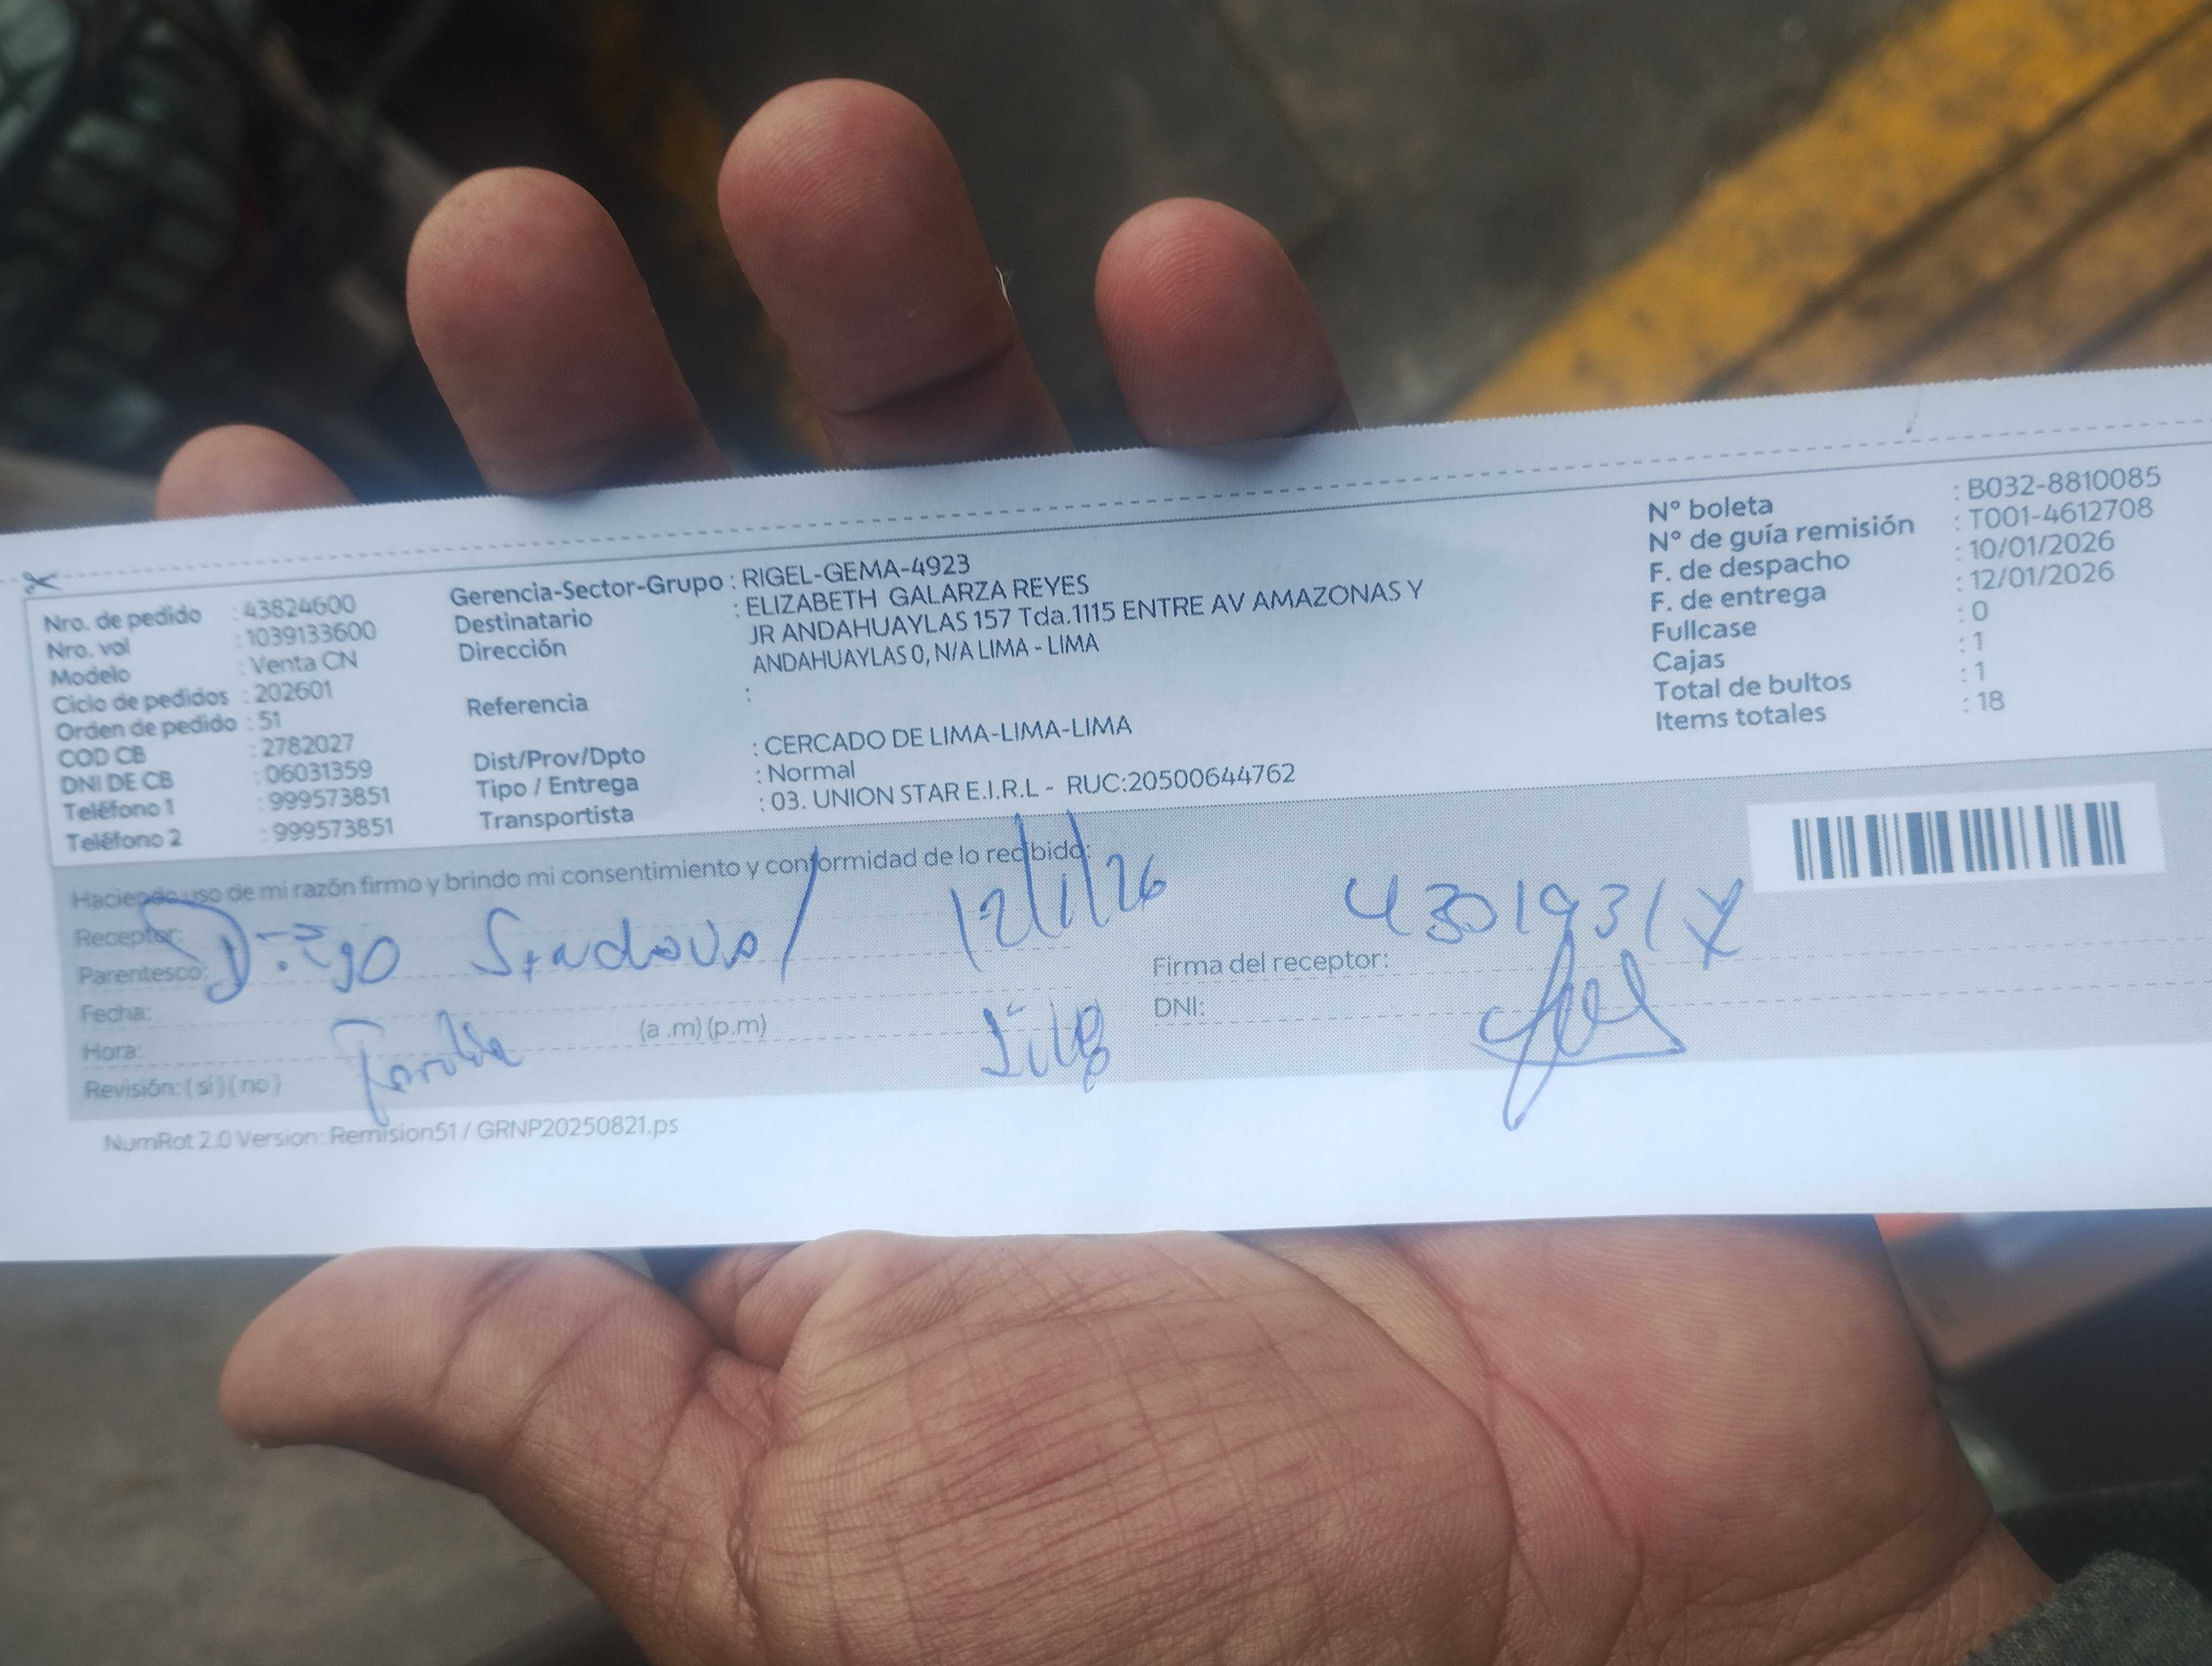 Nro. de pedido : 43824600
Nro. vol : 1039133600
Modelo : Venta CN
Ciclo de pedidos : 202601
Orden de pedido : 51
COD CB : 2782027
DNI DE CB : 06031359
Teléfono 1 : 999573851
Teléfono 2 : 999573851
Gerencia-Sector-Grupo : RIGEL-GEMA-4923
Destinatario : ELIZABETH GALARZA REYES
Dirección JR ANDAHUAYLAS 157 Tda.1115 ENTRE AV AMAZONAS Y
ANDAHUAYLAS 0, N/A LIMA - LIMA
Referencia :
Dist/Prov/Dpto : CERCADO DE LIMA-LIMA-LIMA
Tipo / Entrega : Normal
Transportista : 03. UNION STAR E.I.R.L - RUC:20500644762
N° boleta : B032-8810085
N° de guía remisión : T001-4612708
F. de despacho : 10/01/2026
F. de entrega : 12/01/2026
Fullcase : 0
Cajas : 1
Total de bultos : 1
Items totales : 18
Haciendo uso de mi razón firmo y brindo mi consentimiento y conformidad de lo recibido:
Receptor: Diego 12/1/26
Parentesco:
Firma del receptor:
Fecha:
DNI:
Hora: (a .m) (p.m)
Revisión: ( si ) ( no )
NumRot 2.0 Version: Remision51 / GRNP20250821.ps